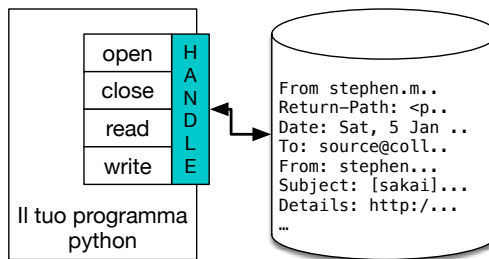 open
close
read
write
HANDLE
Il tuo programma
python
From stephen.m..
Return-Path: <p..
Date: Sat, 5 Jan ..
To: source@coll..
From: stephen...
Subject: [sakai]...
Details: http:/...
…